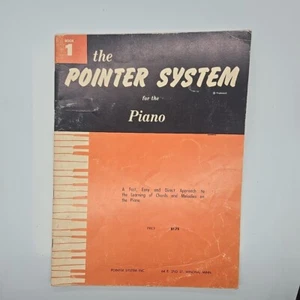 BOOK
1
the
POINTER SYSTEM
for the
Piano
A Fast, Easy and Direct Approach to
the Learning of Chords and Melodies on
the Piano.